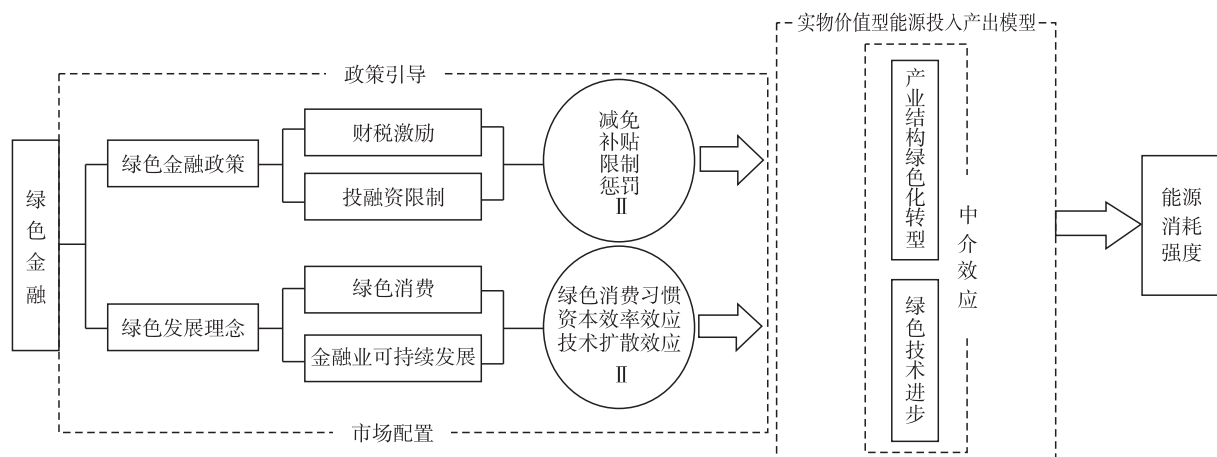 实物价值型能源投入产出模型
政策引导
绿色金融
绿色金融政策
财税激励
投融资限制
减免
补贴
限制
惩罚
Ⅱ
绿色发展理念
绿色消费
金融业可持续发展
绿色消费习惯
资本效率效应
技术扩散效应
Ⅱ
市场配置
产业结构绿色化转型
绿色技术进步
中介效应
能源
消耗
强度